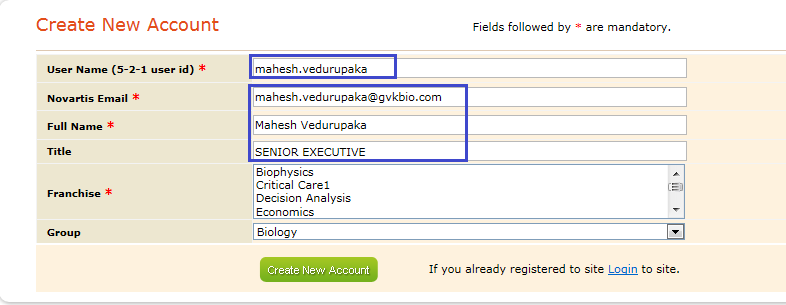 Create New Account
Fields followed by * are mandatory.
User Name (5-2-1 user id) * mahesh.vedurupaka
Novartis Email * mahesh.vedurupaka@gvkbio.com
Full Name * Mahesh Vedurupaka
Title SENIOR EXECUTIVE
Franchise * Biophysics
Critical Care1
Decision Analysis
Economics
Group Biology
Create New Account If you already registered to site Login to site.